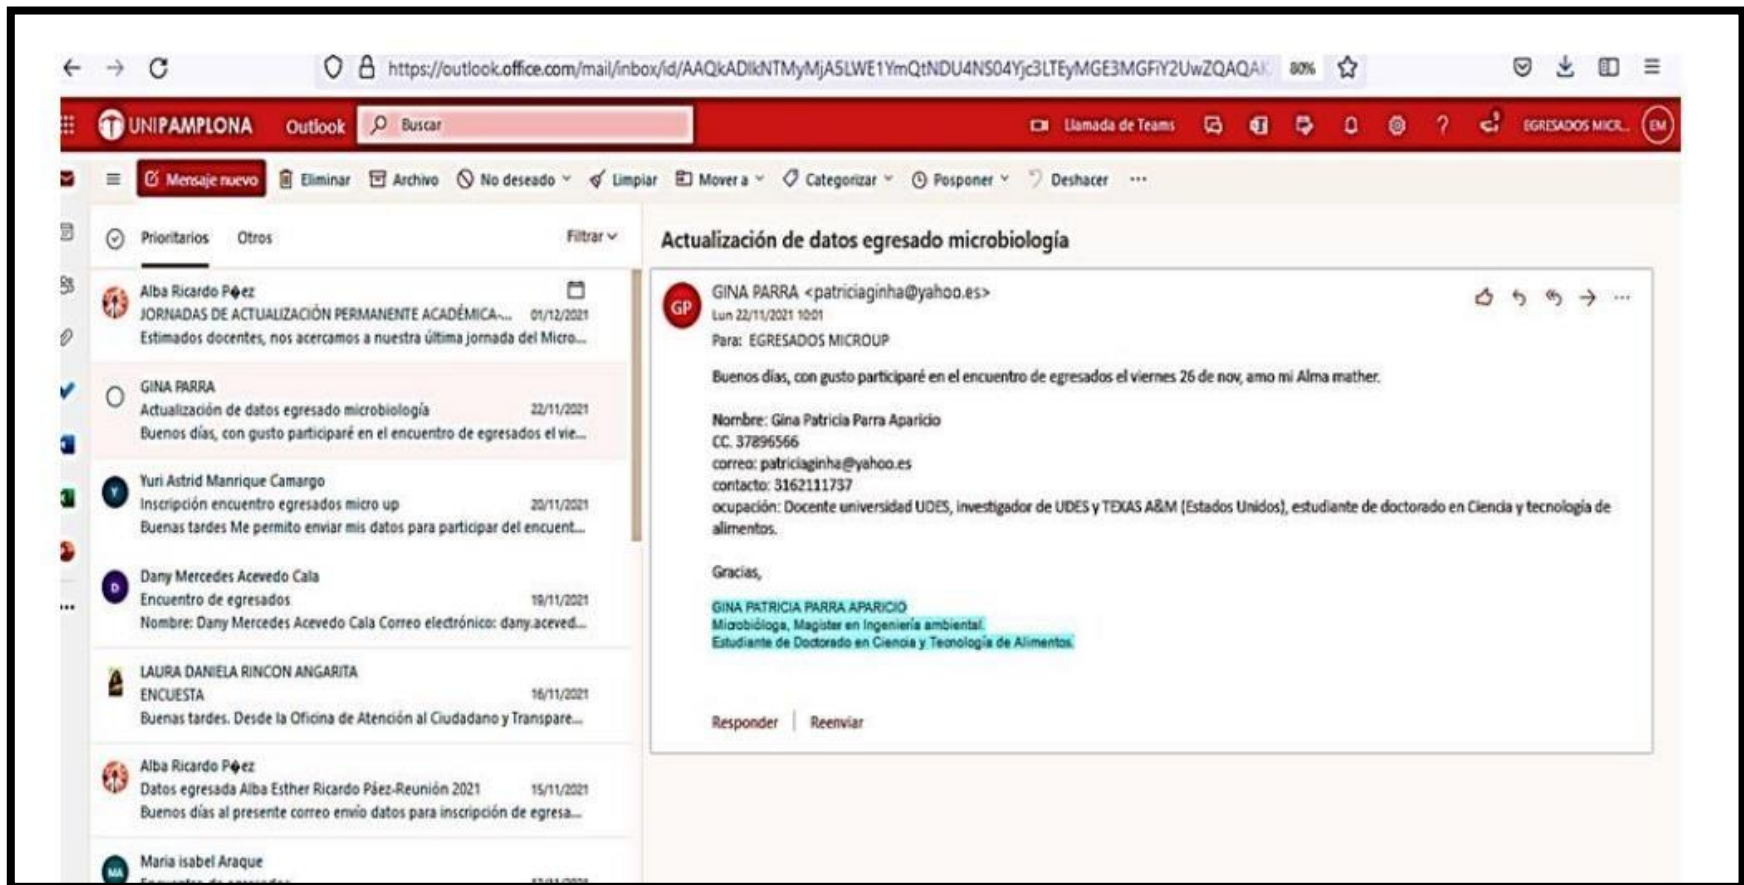 https://outlook.office.com/mail/inbox/id/AAQkADIkNTMyMjA5LWE1YmQtNDU4NS04Yjc3LTEyMGE3MGFiY2UwZQAQAK 80%
UNIPAMPLONA Outlook Buscar Llamada de Teams EGRESADOS MICR... EM
Mensaje nuevo Eliminar Archivo No deseado Limpiar Mover a Categorizar Posponer Deshacer ...
Prioritarios Otros Filtrar
Alba Ricardo P�ez
JORNADAS DE ACTUALIZACIÓN PERMANENTE ACADÉMICA-... 01/12/2021
Estimados docentes, nos acercamos a nuestra última jornada del Micro...
GINA PARRA
Actualización de datos egresado microbiología 22/11/2021
Buenos días, con gusto participaré en el encuentro de egresados el vie...
Y
Yuri Astrid Manrique Camargo
Inscripción encuentro egresados micro up 20/11/2021
Buenas tardes Me permito enviar mis datos para participar del encuent...
D
Dany Mercedes Acevedo Cala
Encuentro de egresados 19/11/2021
Nombre: Dany Mercedes Acevedo Cala Correo electrónico: dany.aceved...
LAURA DANIELA RINCON ANGARITA
ENCUESTA 16/11/2021
Buenas tardes. Desde la Oficina de Atención al Ciudadano y Transpare...
Alba Ricardo P�ez
Datos egresada Alba Esther Ricardo Páez-Reunión 2021 15/11/2021
Buenos días al presente correo envío datos para inscripción de egresa...
MA
Maria isabel Araque
Actualización de datos egresado microbiología
GP
GINA PARRA <patriciaginha@yahoo.es>
Lun 22/11/2021 10:01
Para: EGRESADOS MICROUP
Buenos días, con gusto participaré en el encuentro de egresados el viernes 26 de nov, amo mi Alma mather.
Nombre: Gina Patricia Parra Aparicio
CC. 37896566
correo: patriciaginha@yahoo.es
contacto: 3162111737
ocupación: Docente universidad UDES, investigador de UDES y TEXAS A&M (Estados Unidos), estudiante de doctorado en Ciencia y tecnología de
alimentos.
Gracias,
GINA PATRICIA PARRA APARICIO
Microbióloga, Magister en Ingeniería ambiental.
Estudiante de Doctorado en Ciencia y Tecnología de Alimentos.
Responder Reenviar